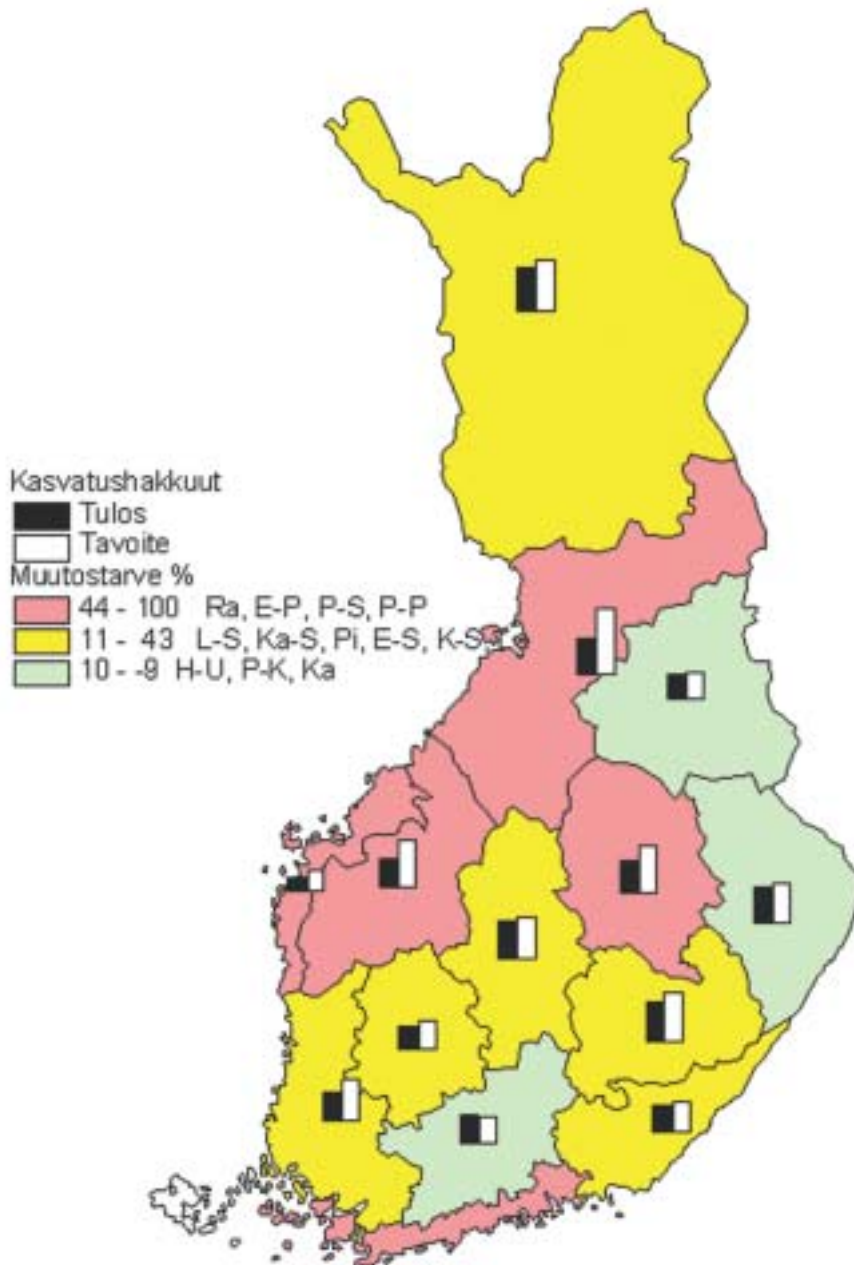 Kasvatushakkuut
Tulos
Tavoite
Muutostarve %
44 - 100 Ra, E-P, P-S, P-P
11 - 43 L-S, Ka-S, Pi, E-S, K-S
10 - -9 H-U, P-K, Ka